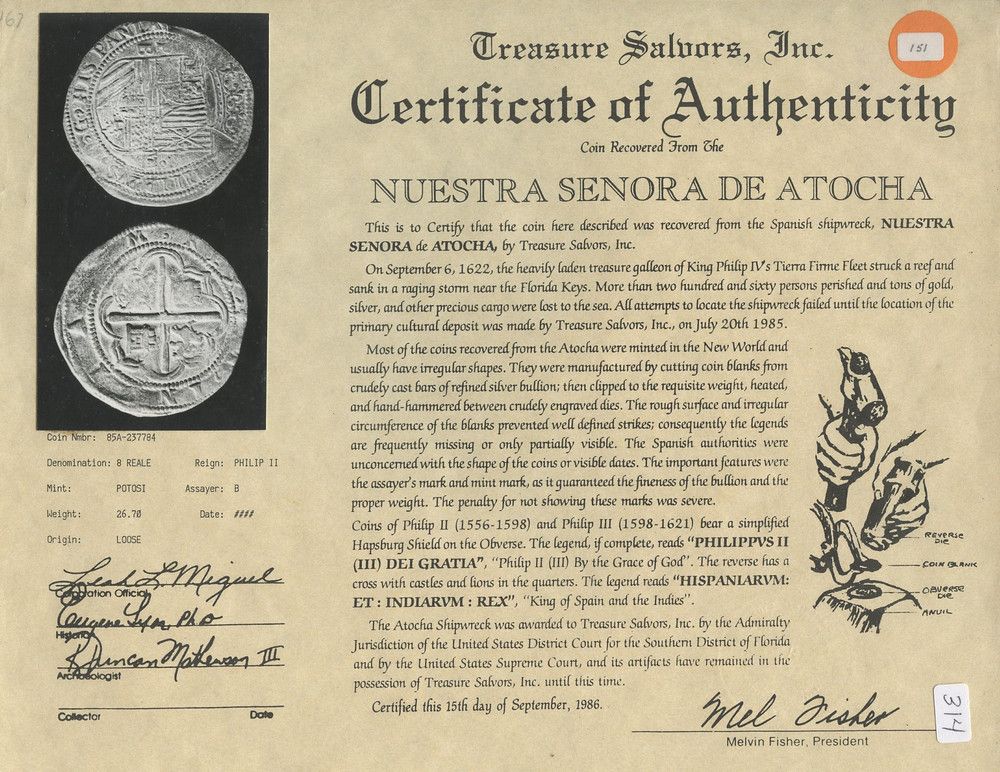 167
Treasure Salvors, Inc.
151
Certificate of Authenticity
Coin Recovered From The
NUESTRA SENORA DE ATOCHA
This is to Certify that the coin here described was recovered from the Spanish shipwreck, NUESTRA
SENORA de ATOCHA, by Treasure Salvors, Inc.
On September 6, 1622, the heavily laden treasure galleon of King Philip IV's Tierra Firme Fleet struck a reef and
sank in a raging storm near the Florida Keys. More than two hundred and sixty persons perished and tons of gold,
silver, and other precious cargo were lost to the sea. All attempts to locate the shipwreck failed until the location of the
primary cultural deposit was made by Treasure Salvors, Inc., on July 20th 1985.
Most of the coins recovered from the Atocha were minted in the New World and
usually have irregular shapes. They were manufactured by cutting coin blanks from
crudely cast bars of refined silver bullion; then clipped to the requisite weight, heated,
and hand-hammered between crudely engraved dies. The rough surface and irregular
circumference of the blanks prevented well defined strikes; consequently the legends
are frequently missing or only partially visible. The Spanish authorities were
unconcerned with the shape of the coins or visible dates. The important features were
the assayer's mark and mint mark, as it guaranteed the fineness of the bullion and the
proper weight. The penalty for not showing these marks was severe.
Coins of Philip II (1556-1598) and Philip III (1598-1621) bear a simplified
Hapsburg Shield on the Obverse. The legend, if complete, reads "PHILIPPVS II
(III) DEI GRATIA", "Philip II (III) By the Grace of God". The reverse has a
cross with castles and lions in the quarters. The legend reads "HISPANIARVM:
ET : INDIARVM : REX", "King of Spain and the Indies".
The Atocha Shipwreck was awarded to Treasure Salvors, Inc. by the Admiralty
Jurisdiction of the United States District Court for the Southern District of Florida
and by the United States Supreme Court, and its artifacts have remained in the
possession of Treasure Salvors, Inc. until this time.
Certified this 15th day of September, 1986.
REVERSE
DIE
COIN BLANK
OBVERSE
DIE
ANVIL
Coin Nmbr: 85A-237784
Denomination: 8 REALE Reign: PHILIP II
Mint: POTOSI Assayer: B
Weight: 26.70 Date: ####
Origin: LOOSE
Leah L. Miguel
Corporation Official
Eugene Lyon PhD
Historian
R Duncan Mathewson III
Archaeologist
Collector Date
Mel Fisher
Melvin Fisher, President
314